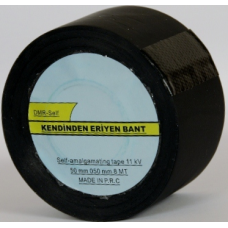 DMR-Self
KENDİNDEN ERİYEN BANT
Self-amalgamating tape 11 kV
50 mm 050 mm 5 MT
MADE IN P.R.C